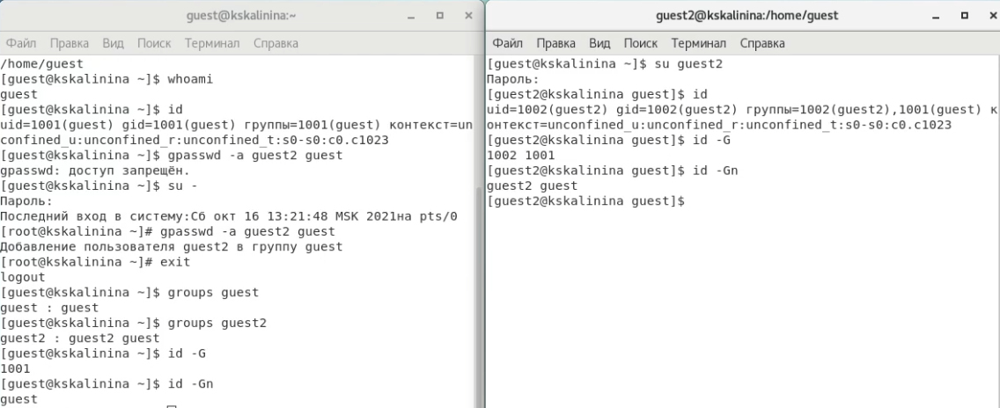 guest@kskalinina:~
Файл Правка Вид Поиск Терминал Справка
/home/guest
[guest@kskalinina ~]$ whoami
guest
[guest@kskalinina ~]$ id
uid=1001(guest) gid=1001(guest) группы=1001(guest) контекст=un
confined_u:unconfined_r:unconfined_t:s0-s0:c0.c1023
[guest@kskalinina ~]$ gpasswd -a guest2 guest
gpasswd: доступ запрещён.
[guest@kskalinina ~]$ su -
Пароль:
Последний вход в систему:Сб окт 16 13:21:48 MSK 2021на pts/0
[root@kskalinina ~]# gpasswd -a guest2 guest
Добавление пользователя guest2 в группу guest
[root@kskalinina ~]# exit
logout
[guest@kskalinina ~]$ groups guest
guest : guest
[guest@kskalinina ~]$ groups guest2
guest2 : guest2 guest
[guest@kskalinina ~]$ id -G
1001
[guest@kskalinina ~]$ id -Gn
guest
guest2@kskalinina:/home/guest
Файл Правка Вид Поиск Терминал Справка
[guest@kskalinina ~]$ su guest2
Пароль:
[guest2@kskalinina guest]$ id
uid=1002(guest2) gid=1002(guest2) группы=1002(guest2),1001(guest) к
онтекст=unconfined_u:unconfined_r:unconfined_t:s0-s0:c0.c1023
[guest2@kskalinina guest]$ id -G
1002 1001
[guest2@kskalinina guest]$ id -Gn
guest2 guest
[guest2@kskalinina guest]$